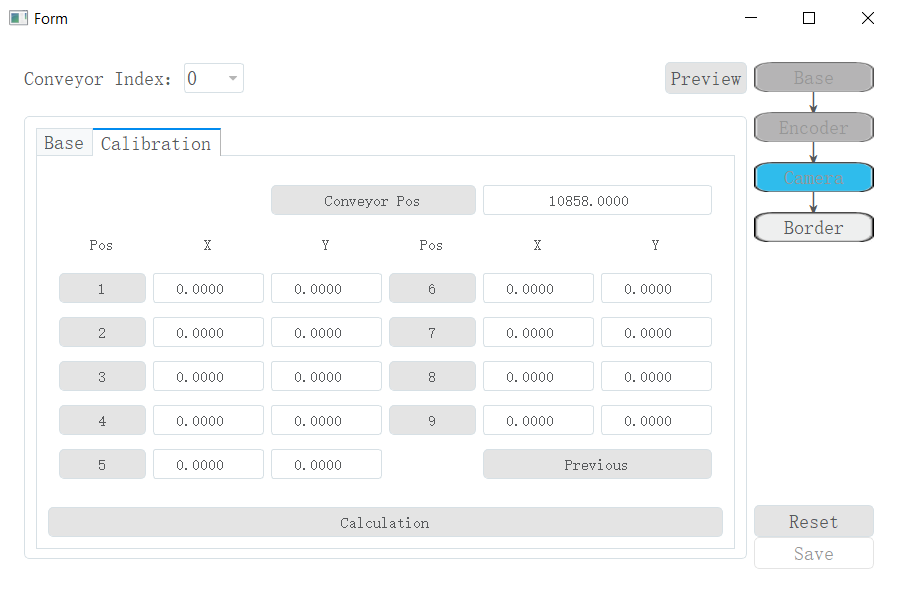 Form
Conveyor Index: 0
Preview
Base
Encoder
Camera
Border
Base Calibration
Conveyor Pos 10858.0000
Pos X Y Pos X Y
1 0.0000 0.0000 6 0.0000 0.0000
2 0.0000 0.0000 7 0.0000 0.0000
3 0.0000 0.0000 8 0.0000 0.0000
4 0.0000 0.0000 9 0.0000 0.0000
5 0.0000 0.0000 Previous
Calculation
Reset
Save